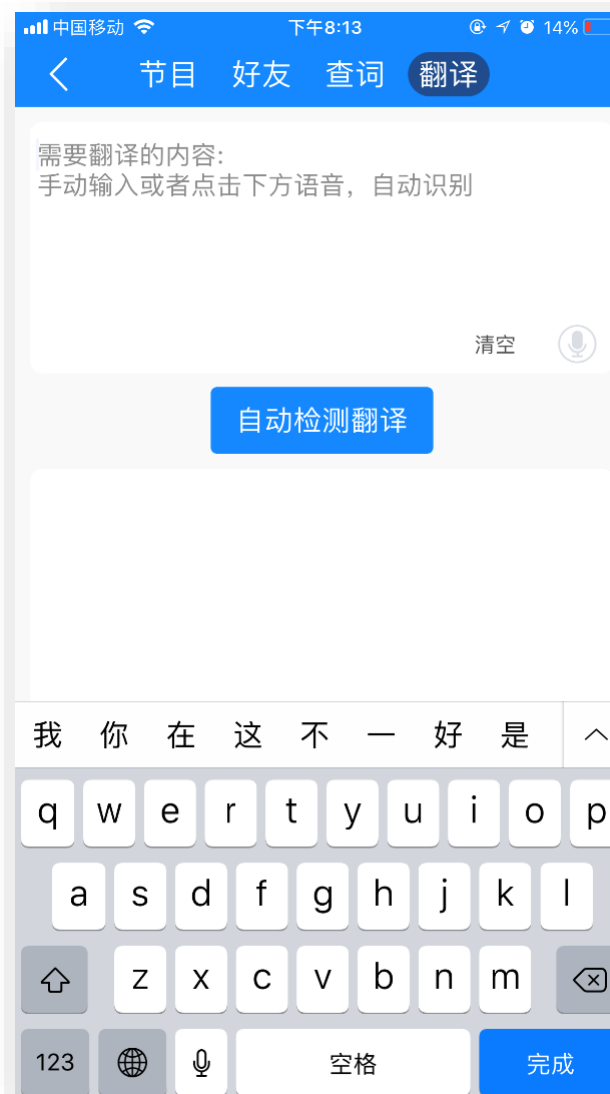 中国移动 下午8:13 14%
节目 好友 查词 翻译
需要翻译的内容:
手动输入或者点击下方语音，自动识别
清空
自动检测翻译
我 你 在 这 不 一 好 是
q w e r t y u i o p
a s d f g h j k l
z x c v b n m
123 空格 完成